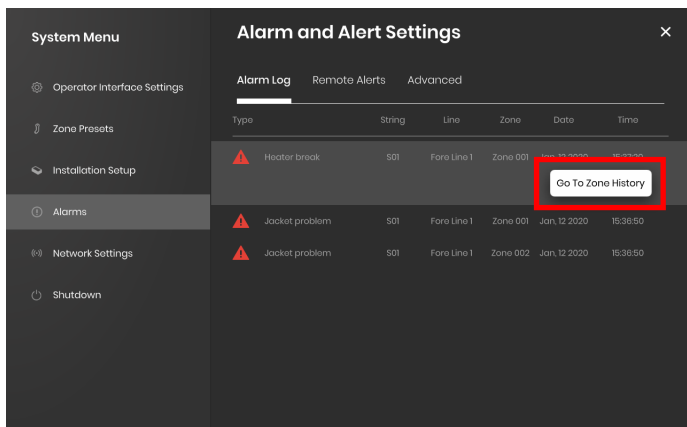 System Menu
Operator Interface Settings
Zone Presets
Installation Setup
Alarms
Network Settings
Shutdown
Alarm and Alert Settings
Alarm Log Remote Alerts Advanced
Type String Line Zone Date Time
Heater break S01 Fore Line 1 Zone 001 Jan, 12 2020
Go To Zone History
Jacket problem S01 Fore Line 1 Zone 001 Jan, 12 2020 15:36:50
Jacket problem S01 Fore Line 1 Zone 002 Jan, 12 2020 15:36:50